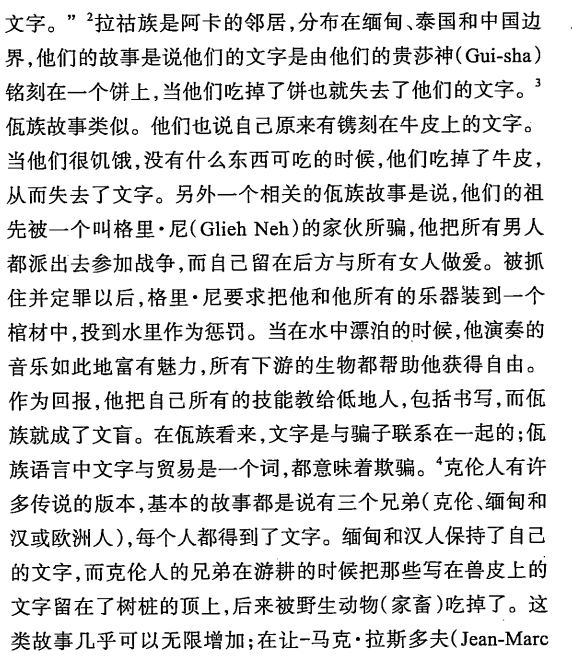 文字。”²拉祜族是阿卡的邻居,分布在缅甸、泰国和中国边
界,他们的故事是说他们的文字是由他们的贵莎神(Gui-sha)
铭刻在一个饼上,当他们吃掉了饼也就失去了他们的文字。³
佤族故事类似。他们也说自己原来有镌刻在牛皮上的文字。
当他们很饥饿,没有什么东西可吃的时候,他们吃掉了牛皮,
从而失去了文字。另外一个相关的佤族故事是说,他们的祖
先被一个叫格里·尼(Glieh Neh)的家伙所骗,他把所有男人
都派出去参加战争,而自己留在后方与所有女人做爱。被抓
住并定罪以后,格里·尼要求把他和他所有的乐器装到一个
棺材中,投到水里作为惩罚。当在水中漂泊的时候,他演奏的
音乐如此地富有魅力,所有下游的生物都帮助他获得自由。
作为回报,他把自己所有的技能教给低地人,包括书写,而佤
族就成了文盲。在佤族看来,文字是与骗子联系在一起的;佤
族语言中文字与贸易是一个词,都意味着欺骗。⁴克伦人有许
多传说的版本,基本的故事都是说有三个兄弟(克伦、缅甸和
汉或欧洲人),每个人都得到了文字。缅甸和汉人保持了自己
的文字,而克伦人的兄弟在游耕的时候把那些写在兽皮上的
文字留在了树桩的顶上,后来被野生动物(家畜)吃掉了。这
类故事几乎可以无限增加;在让-马克·拉斯多夫(Jean-Marc